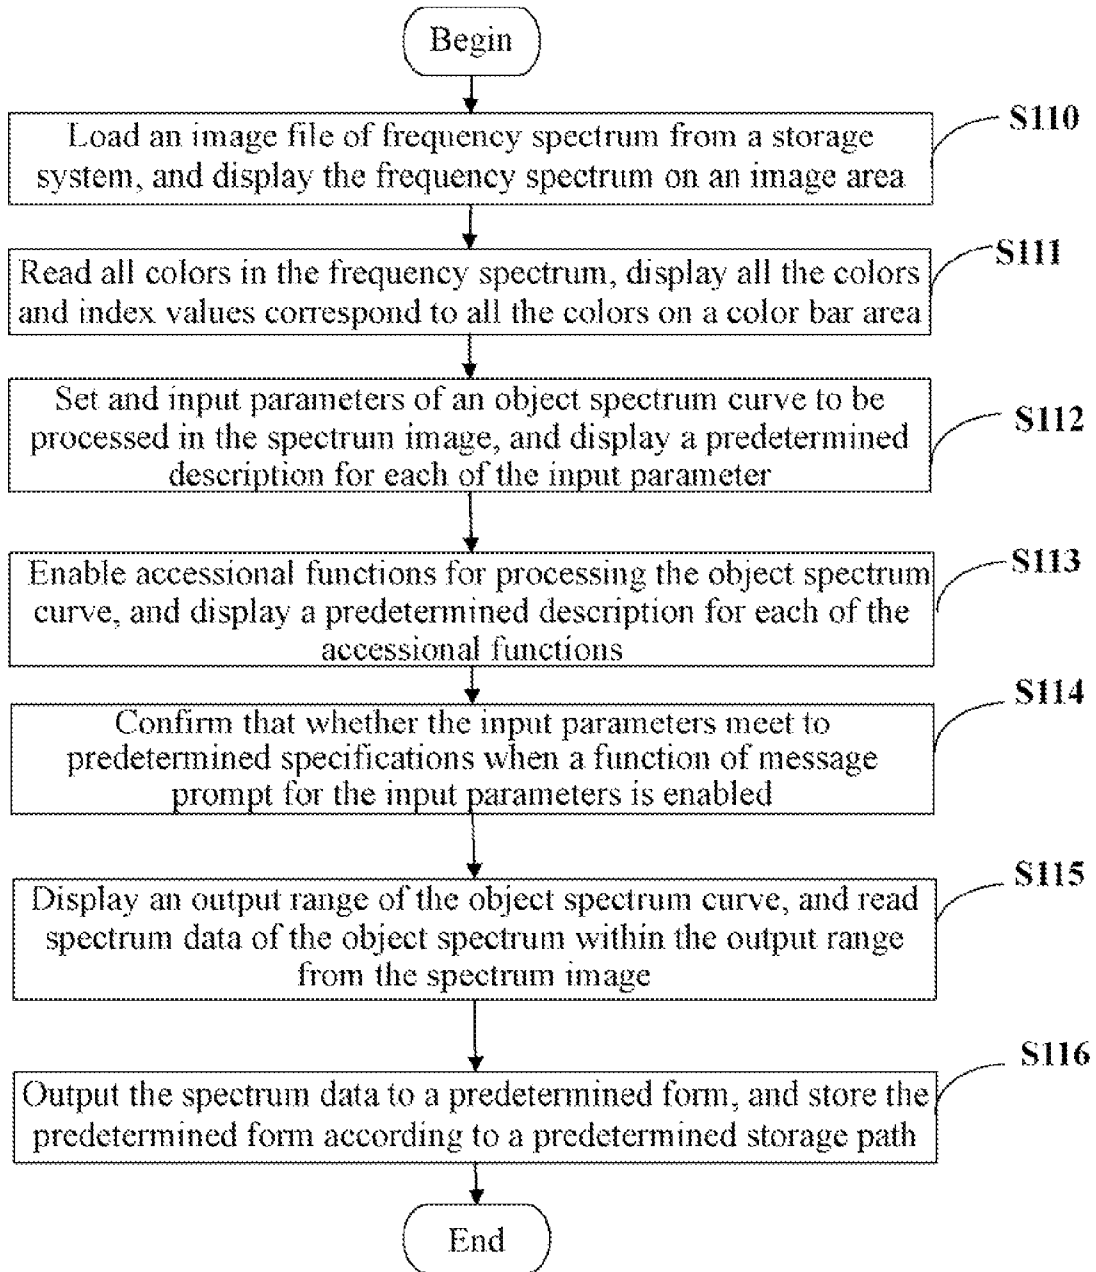 Begin
Load an image file of frequency spectrum from a storage
system, and display the frequency spectrum on an image area
S110
Read all colors in the frequency spectrum, display all the colors
and index values correspond to all the colors on a color bar area
S111
Set and input parameters of an object spectrum curve to be
processed in the spectrum image, and display a predetermined
description for each of the input parameter
S112
Enable accessional functions for processing the object spectrum
curve, and display a predetermined description for each of the
accessional functions
S113
Confirm that whether the input parameters meet to
predetermined specifications when a function of message
prompt for the input parameters is enabled
S114
Display an output range of the object spectrum curve, and read
spectrum data of the object spectrum within the output range
from the spectrum image
S115
Output the spectrum data to a predetermined form, and store the
predetermined form according to a predetermined storage path
S116
End